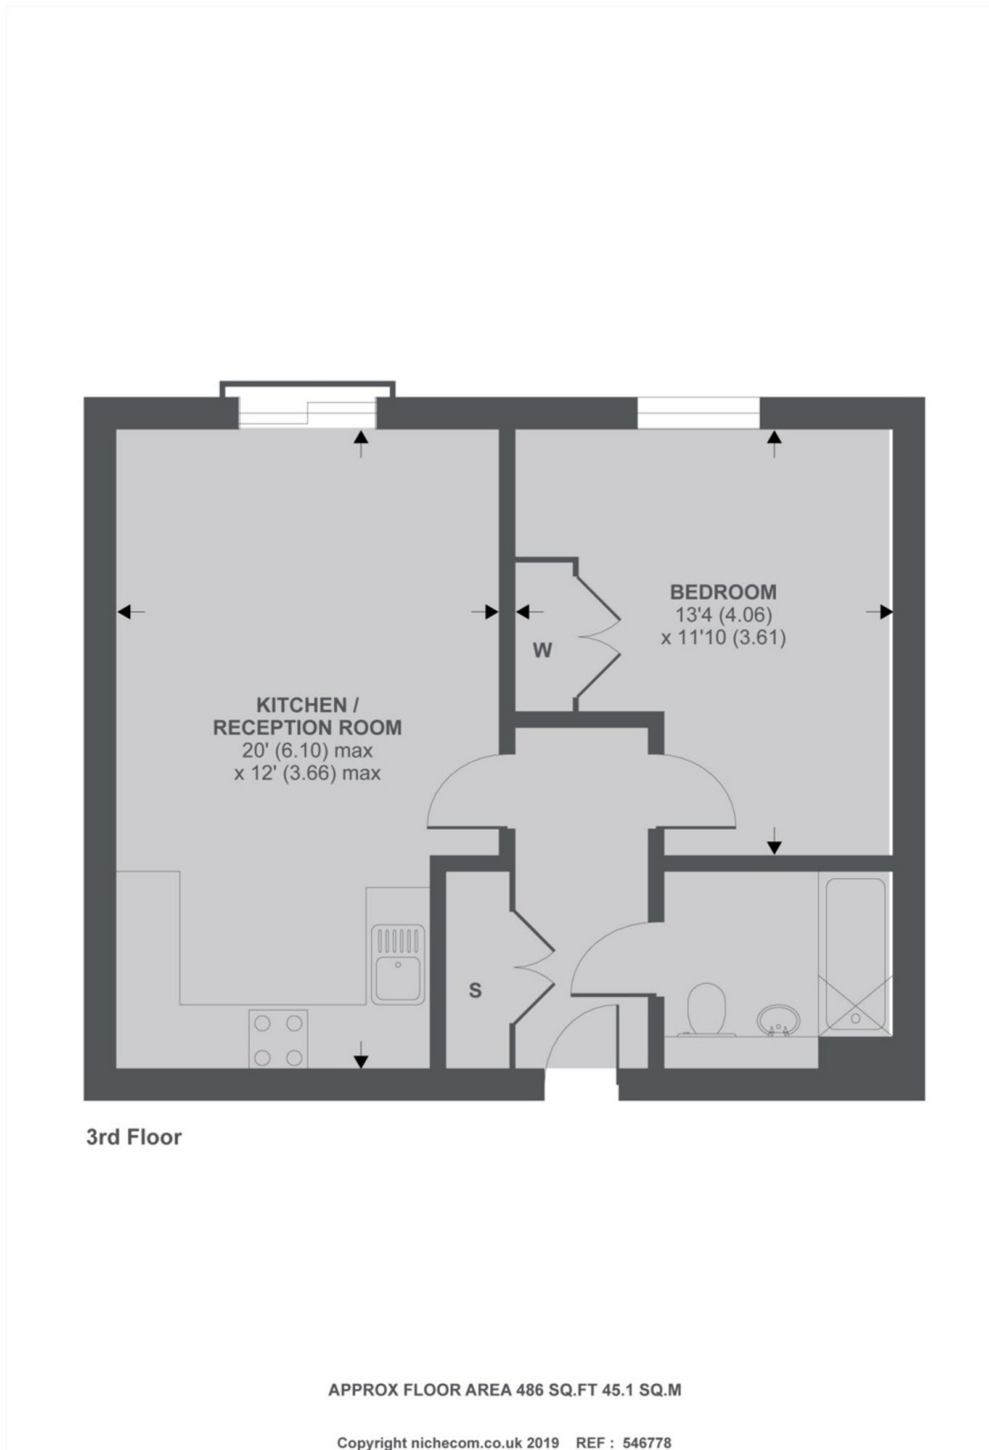 BEDROOM
13'4 (4.06)
x 11'10 (3.61)
W
KITCHEN /
RECEPTION ROOM
20' (6.10) max
x 12' (3.66) max
S
3rd Floor
APPROX FLOOR AREA 486 SQ.FT 45.1 SQ.M
Copyright nichecom.co.uk 2019 REF : 546778